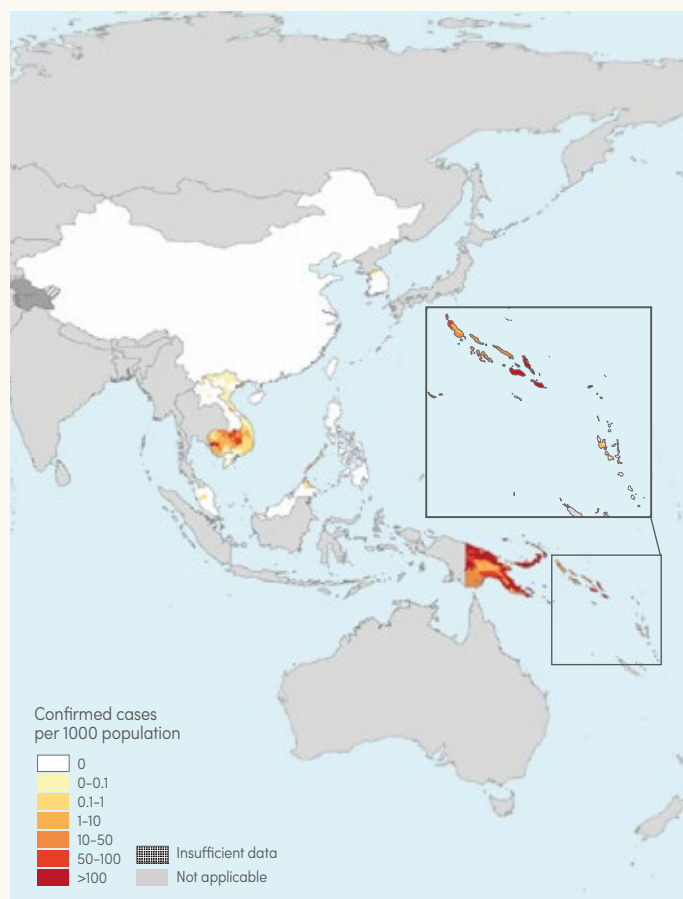 Confirmed cases
per 1000 population
0
0-0.1
0.1-1
1-10
10-50
50-100
>100
Insufficient data
Not applicable